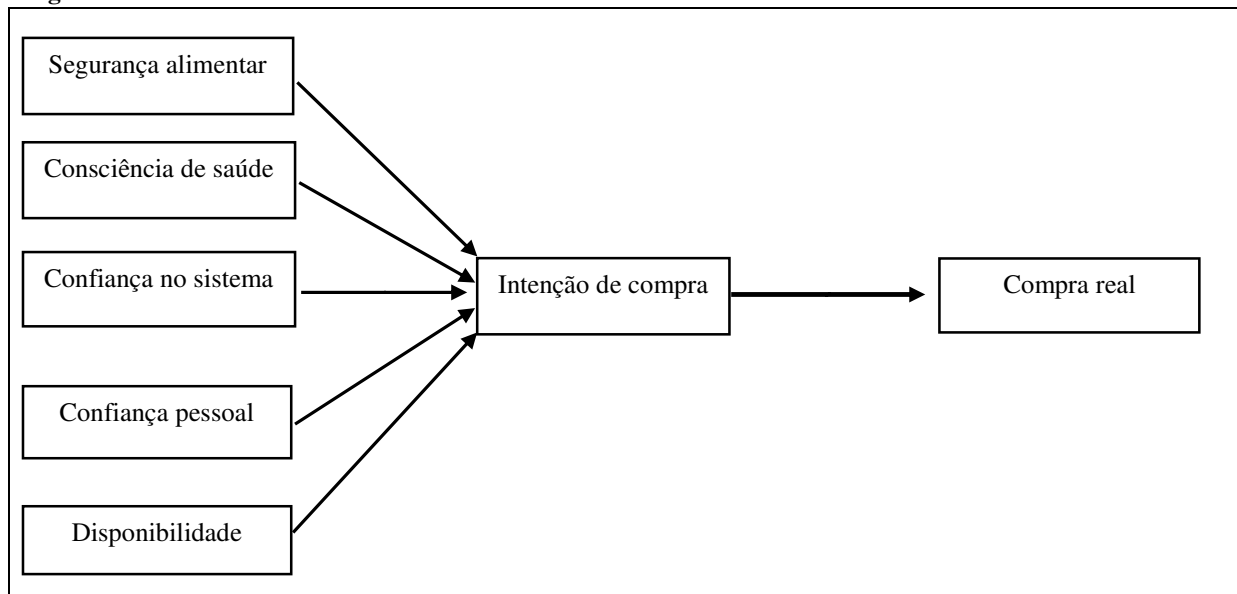 Segurança alimentar
Consciência de saúde
Confiança no sistema
Intenção de compra
Compra real
Confiança pessoal
Disponibilidade